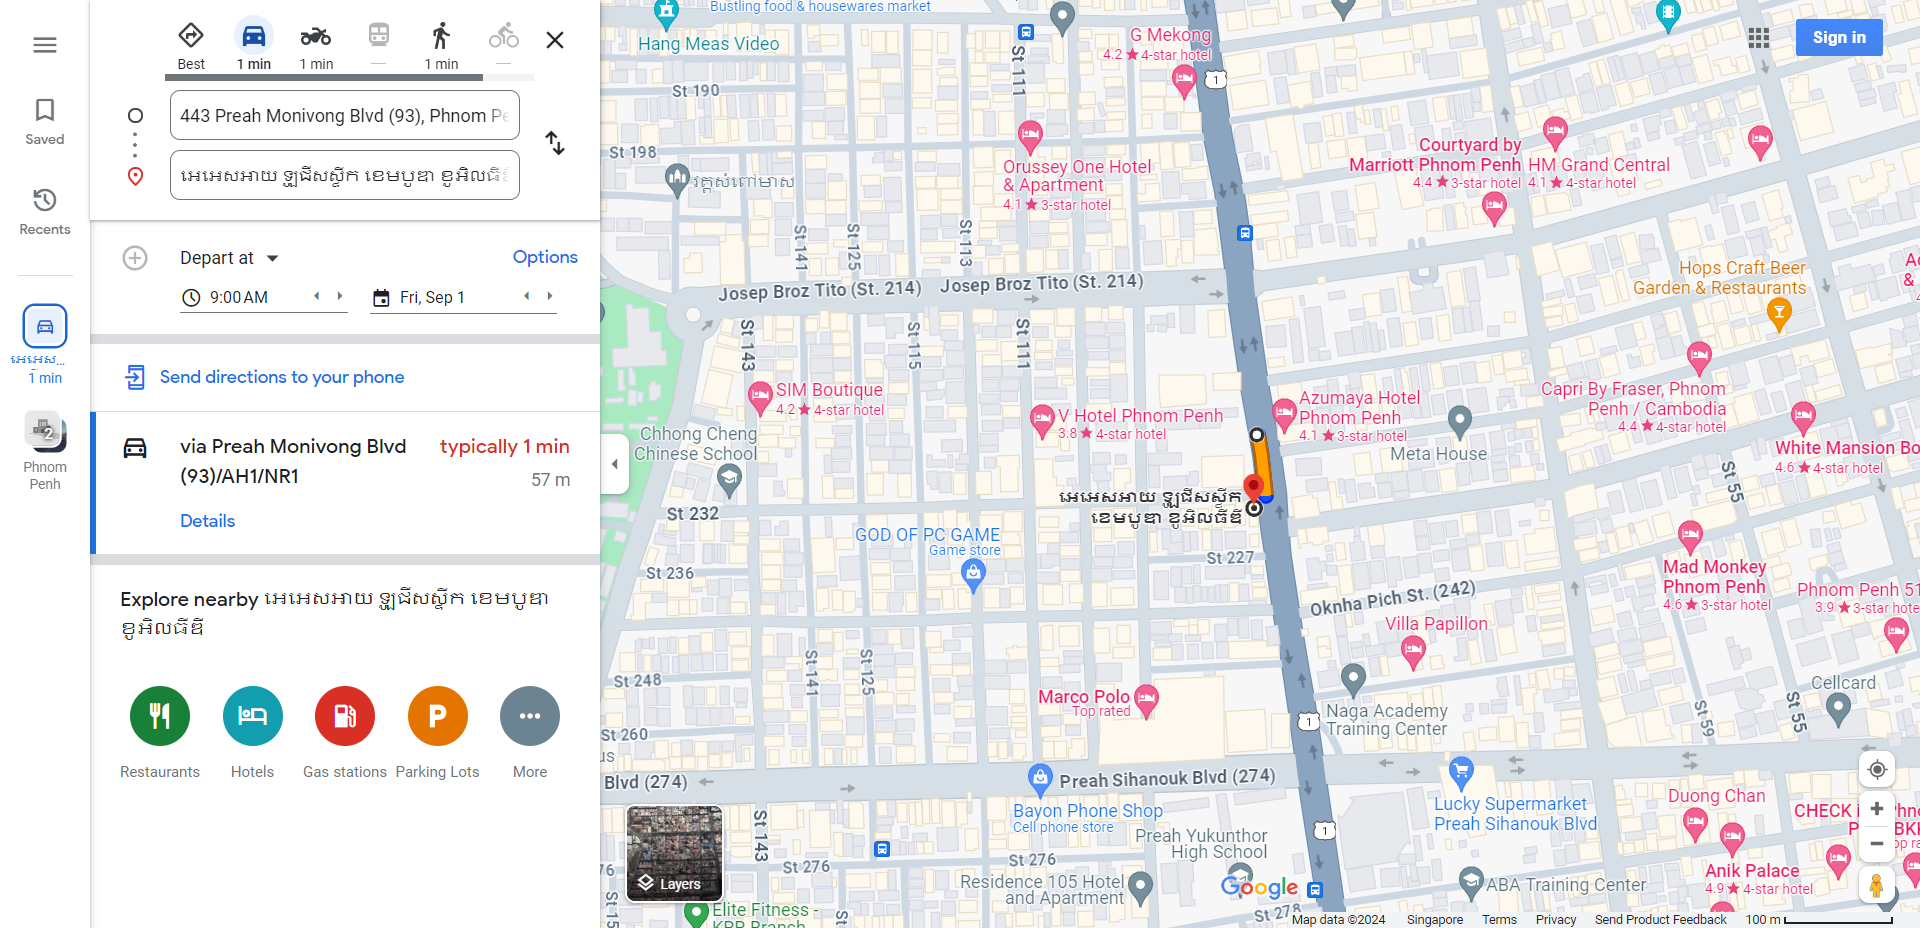 Best
1 min
1 min
—
1 min
—
Saved
Recents
អេអេស...
1 min
2
Phnom
Penh
443 Preah Monivong Blvd (93), Phnom Pe
អេអេសអាយ ឡូជីសស្ទីក ខេមបូឌា ខូអិលធីឌី
Depart at
Options
9:00 AM
Fri, Sep 1
Send directions to your phone
via Preah Monivong Blvd
(93)/AH1/NR1
typically 1 min
57 m
Details
Explore nearby អេអេសអាយ ឡូជីសស្ទីក ខេមបូឌា
ខូអិលធីឌី
Restaurants
Hotels
Gas stations
Parking Lots
More
Bustling food & housewares market
Hang Meas Video
St 111
G Mekong
4.2 ★ 4-star hotel
1
Sign in
St 190
St 198
វត្តសំពៅមាស
Orussey One Hotel
& Apartment
4.1 ★ 3-star hotel
Courtyard by
Marriott Phnom Penh
4.4 ★ 3-star hotel
HM Grand Central
4.1 ★ 4-star hotel
St 141
St 125
St 113
Josep Broz Tito (St. 214)
Josep Broz Tito (St. 214)
Hops Craft Beer
Garden & Restaurants
St 143
St 115
St 111
SIM Boutique
4.2 ★ 4-star hotel
V Hotel Phnom Penh
3.8 ★ 4-star hotel
Azumaya Hotel
Phnom Penh
4.1 ★ 3-star hotel
Capri By Fraser, Phnom
Penh / Cambodia
4.4 ★ 4-star hotel
Chhong Cheng
Chinese School
Meta House
White Mansion Bo
4.6 ★ 4-star hotel
St 55
អេអេសអាយ ឡូជីសស្ទីក
ខេមបូឌា ខូអិលធីឌី
St 232
GOD OF PC GAME
Game store
St 227
St 236
Mad Monkey
Phnom Penh
4.6 ★ 3-star hotel
Oknha Pich St. (242)
Phnom Penh 51
3.9 ★ 3-star hote
Villa Papillon
St 141
St 125
St 248
Marco Polo
Top rated
Naga Academy
Training Center
1
Cellcard
St 59
St 55
St 260
us
Blvd (274)
Preah Sihanouk Blvd (274)
Bayon Phone Shop
Cell phone store
Lucky Supermarket
Preah Sihanouk Blvd
Duong Chan
St 143
1
Preah Yukunthor
High School
St 276
St 276
Residence 105 Hotel
and Apartment
ABA Training Center
Anik Palace
4.9 ★ 4-star hotel
Layers
Elite Fitness -
KPR Branch
St 278
Google
Map data ©2024
Singapore
Terms
Privacy
Send Product Feedback
100 m